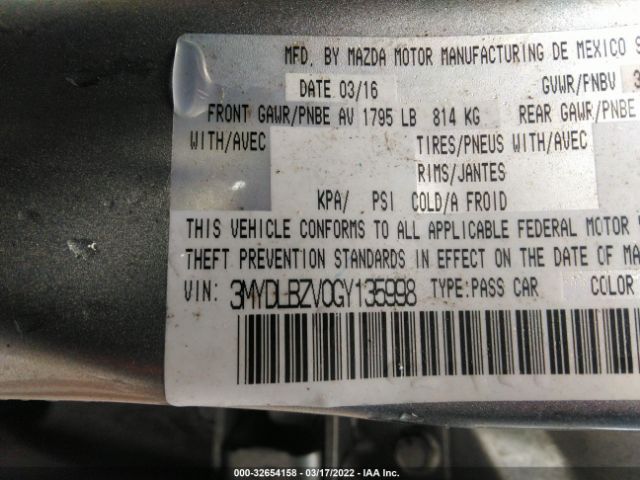 MFD. BY MAZDA MOTOR MANUFACTURING DE MEXICO S
DATE 03/16 GVWR/PNBV 3
FRONT GAWR/PNBE AV 1795 LB 814 KG REAR GAWR/PNBE
WITH/AVEC TIRES/PNEUS WITH/AVEC
RIMS/JANTES
KPA/ PSI COLD/A FROID
THIS VEHICLE CONFORMS TO ALL APPLICABLE FEDERAL MOTOR V
THEFT PREVENTION STANDARDS IN EFFECT ON THE DATE OF MA
VIN: 3MYDLBZV0GY135998 TYPE:PASS CAR COLOR
000-32654158 - 03/17/2022 - IAA Inc.